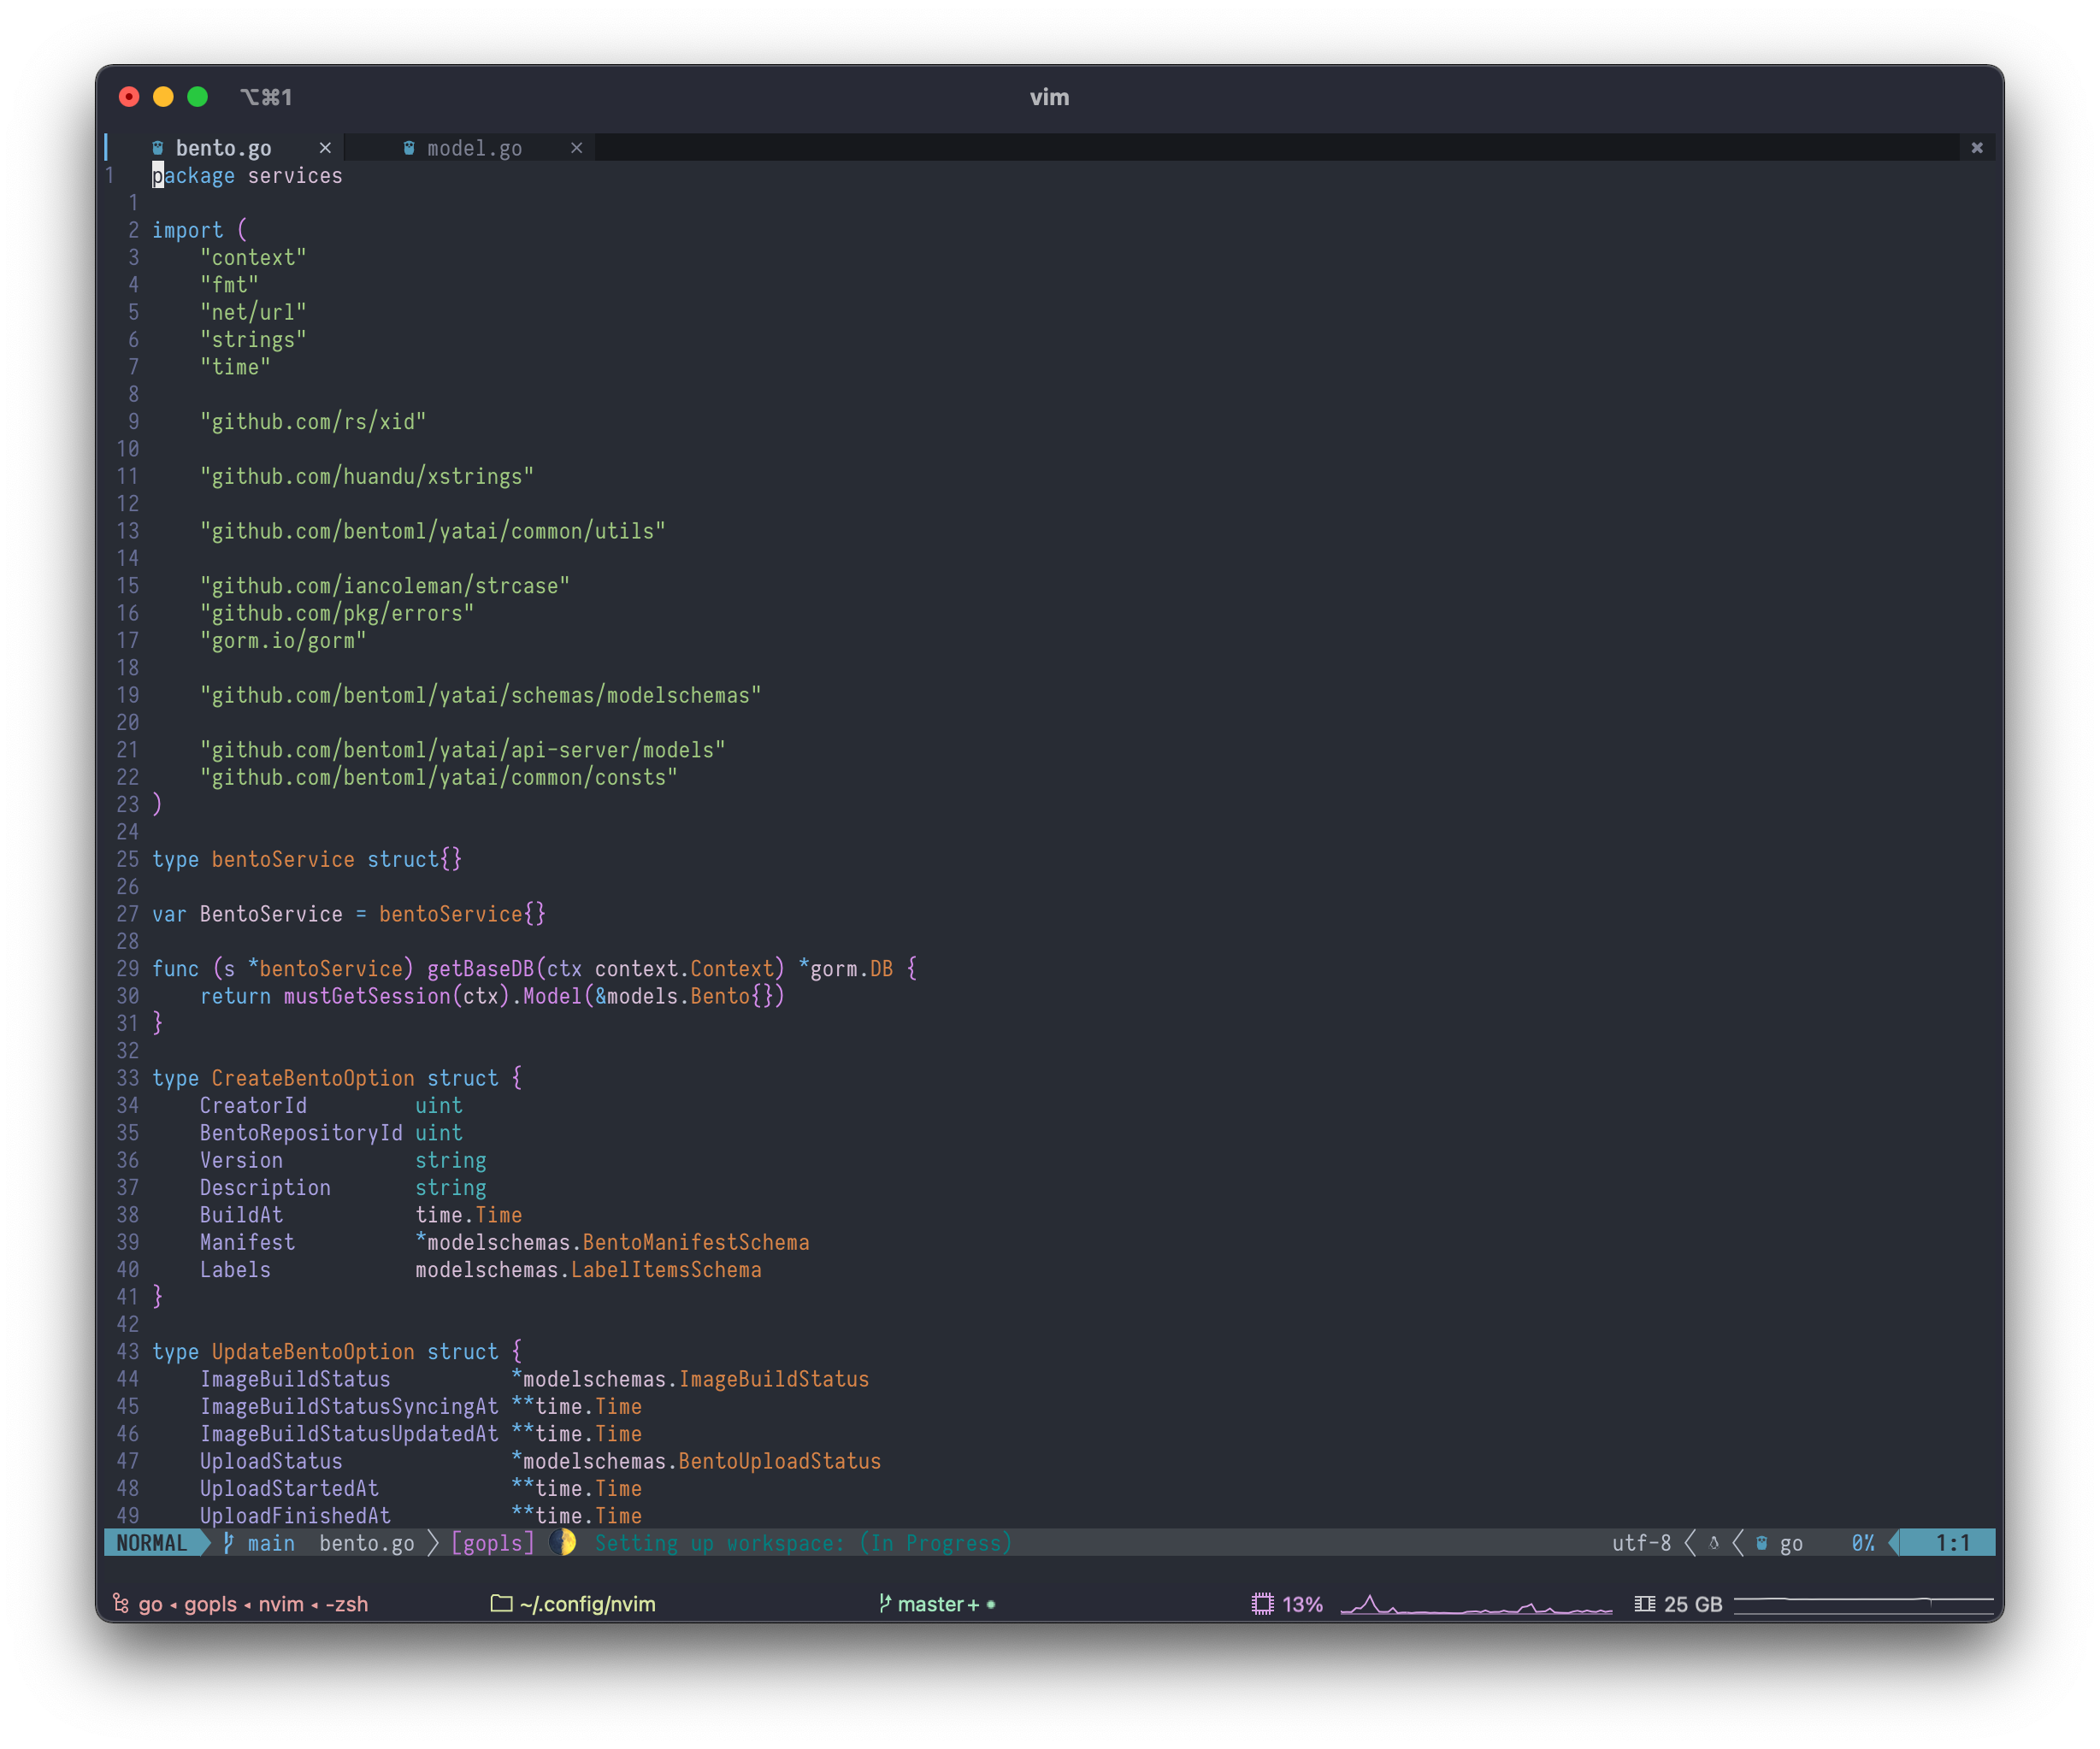 ⌥⌘1 vim
bento.go × model.go ×
1 package services
1
2 import (
3     "context"
4     "fmt"
5     "net/url"
6     "strings"
7     "time"
8
9     "github.com/rs/xid"
10
11     "github.com/huandu/xstrings"
12
13     "github.com/bentoml/yatai/common/utils"
14
15     "github.com/iancoleman/strcase"
16     "github.com/pkg/errors"
17     "gorm.io/gorm"
18
19     "github.com/bentoml/yatai/schemas/modelschemas"
20
21     "github.com/bentoml/yatai/api-server/models"
22     "github.com/bentoml/yatai/common/consts"
23 )
24
25 type bentoService struct{}
26
27 var BentoService = bentoService{}
28
29 func (s *bentoService) getBaseDB(ctx context.Context) *gorm.DB {
30     return mustGetSession(ctx).Model(&models.Bento{})
31 }
32
33 type CreateBentoOption struct {
34     CreatorId         uint
35     BentoRepositoryId uint
36     Version           string
37     Description       string
38     BuildAt           time.Time
39     Manifest          *modelschemas.BentoManifestSchema
40     Labels            modelschemas.LabelItemsSchema
41 }
42
43 type UpdateBentoOption struct {
44     ImageBuildStatus          *modelschemas.ImageBuildStatus
45     ImageBuildStatusSyncingAt **time.Time
46     ImageBuildStatusUpdatedAt **time.Time
47     UploadStatus              *modelschemas.BentoUploadStatus
48     UploadStartedAt           **time.Time
49     UploadFinishedAt          **time.Time
NORMAL main bento.go [gopls] Setting up workspace: (In Progress) utf-8 go 0% 1:1
go ◂ gopls ◂ nvim ◂ -zsh ~/.config/nvim master+ ● 13% 25 GB